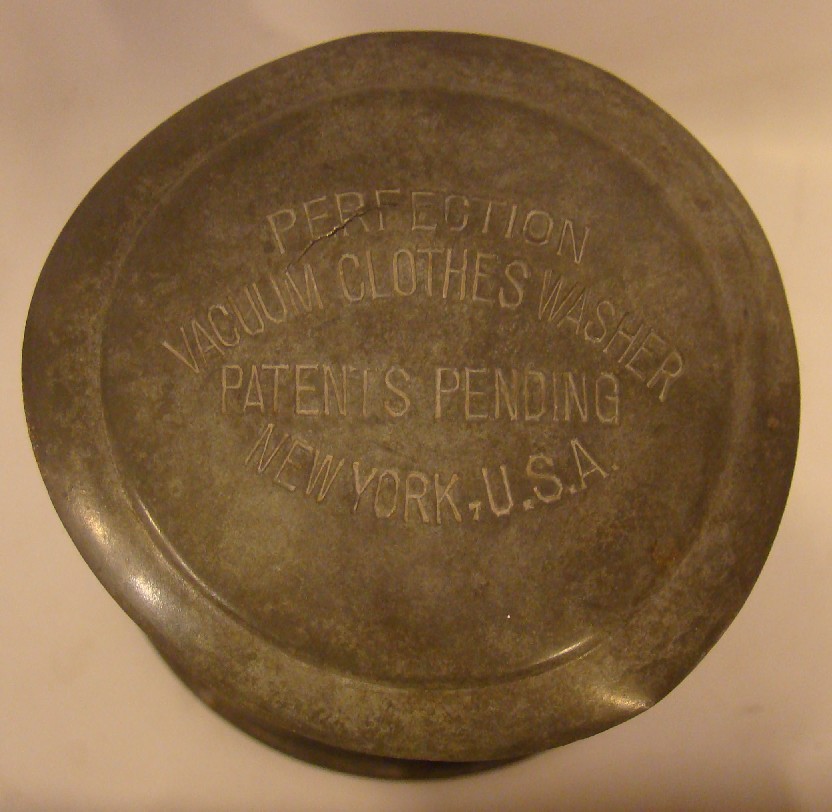 PERFECTION
VACUUM CLOTHES WASHER
PATENTS PENDING
NEW YORK, U.S.A.